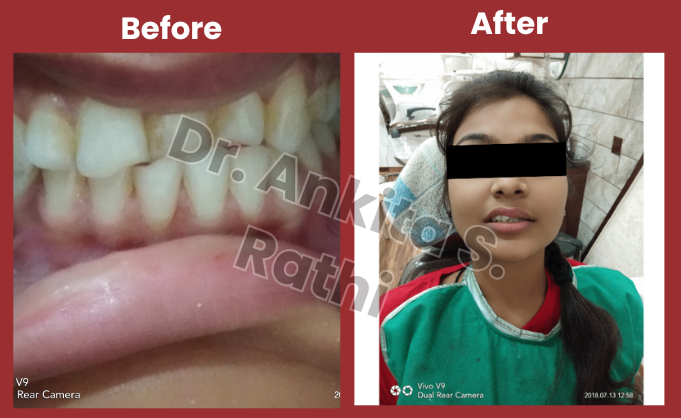 Before
After
Dr. Ankita S.
Rathi
V9
Rear Camera
Vivo V9
Dual Rear Camera
2018.07.13 12:58